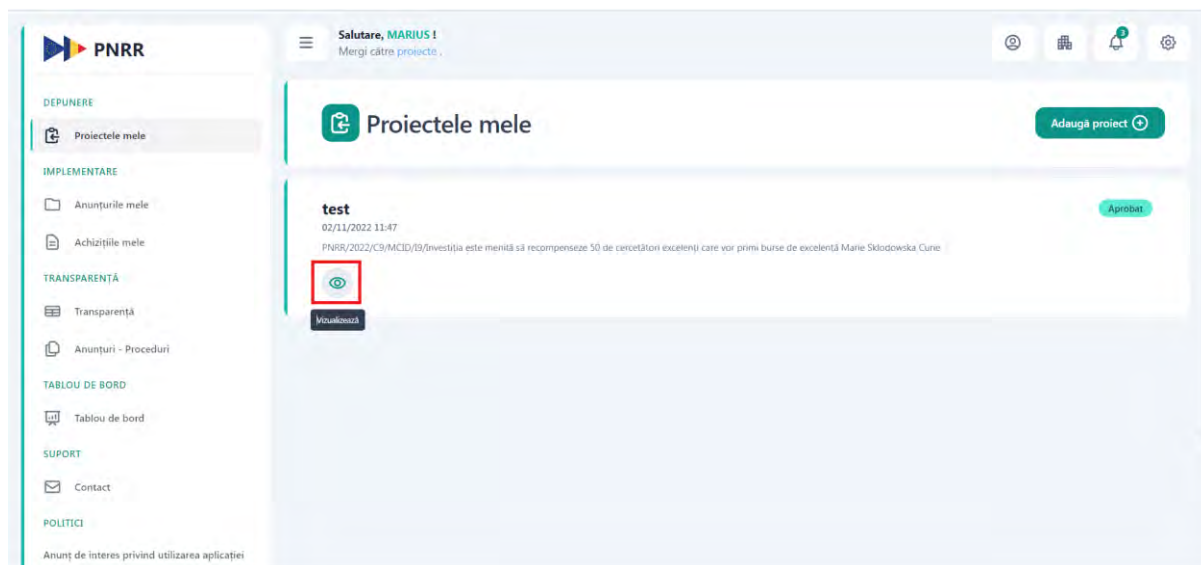 PNRR
Salutare, MARIUS !
Mergi către proiecte .
3
DEPUNERE
Proiectele mele
IMPLEMENTARE
Anunțurile mele
Achizițiile mele
TRANSPARENȚĂ
Transparență
Anunțuri - Proceduri
TABLOU DE BORD
Tablou de bord
SUPORT
Contact
POLITICI
Anunț de interes privind utilizarea aplicației
Proiectele mele
Adaugă proiect
test
Aprobat
02/11/2022 11:47
PNRR/2022/C9/MCID/I9/Investiția este menită să recompenseze 50 de cercetători excelenți care vor primi burse de excelență Marie Sklodowska Curie
Vizualizează